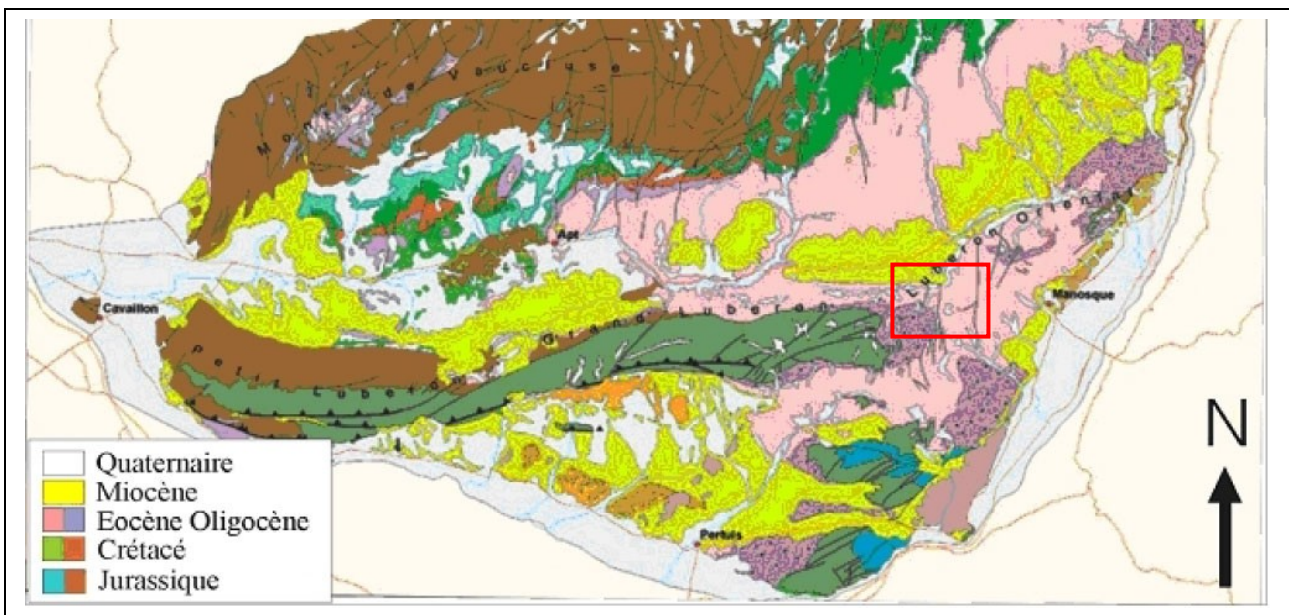 Monts de Vaucluse
Luberon Oriental
Apt
Manosque
Cavaillon
Grand Luberon
Petit Luberon
Pertuis
N
Quaternaire
Miocène
Eocène Oligocène
Crétacé
Jurassique